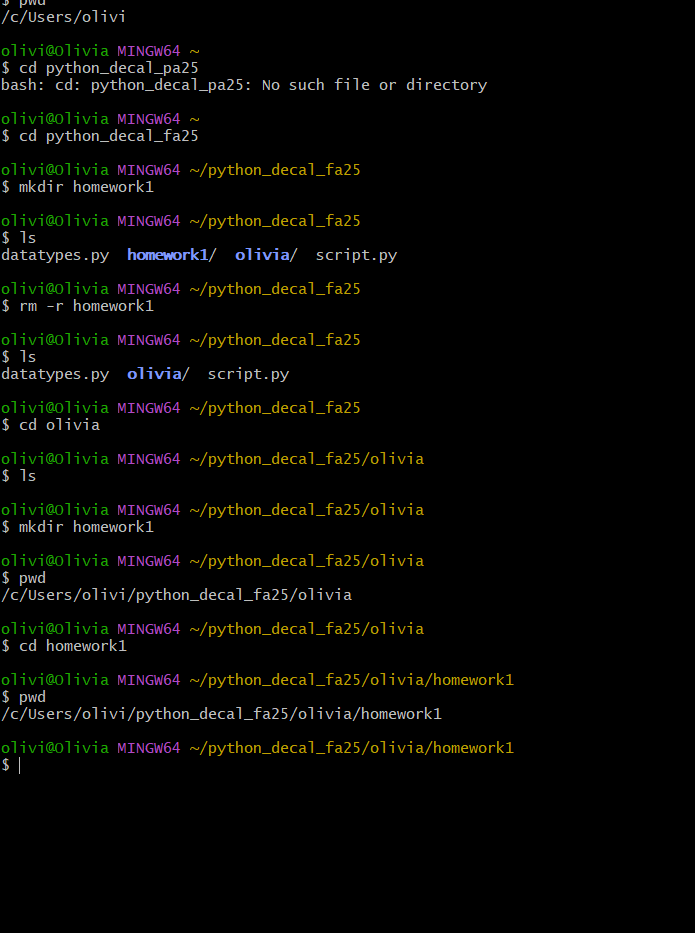 $ pwd
/c/Users/olivi
olivi@Olivia MINGW64 ~
$ cd python_decal_pa25
bash: cd: python_decal_pa25: No such file or directory
olivi@Olivia MINGW64 ~
$ cd python_decal_fa25
olivi@Olivia MINGW64 ~/python_decal_fa25
$ mkdir homework1
olivi@Olivia MINGW64 ~/python_decal_fa25
$ ls
datatypes.py  homework1/  olivia/  script.py
olivi@Olivia MINGW64 ~/python_decal_fa25
$ rm -r homework1
olivi@Olivia MINGW64 ~/python_decal_fa25
$ ls
datatypes.py  olivia/  script.py
olivi@Olivia MINGW64 ~/python_decal_fa25
$ cd olivia
olivi@Olivia MINGW64 ~/python_decal_fa25/olivia
$ ls
olivi@Olivia MINGW64 ~/python_decal_fa25/olivia
$ mkdir homework1
olivi@Olivia MINGW64 ~/python_decal_fa25/olivia
$ pwd
/c/Users/olivi/python_decal_fa25/olivia
olivi@Olivia MINGW64 ~/python_decal_fa25/olivia
$ cd homework1
olivi@Olivia MINGW64 ~/python_decal_fa25/olivia/homework1
$ pwd
/c/Users/olivi/python_decal_fa25/olivia/homework1
olivi@Olivia MINGW64 ~/python_decal_fa25/olivia/homework1
$